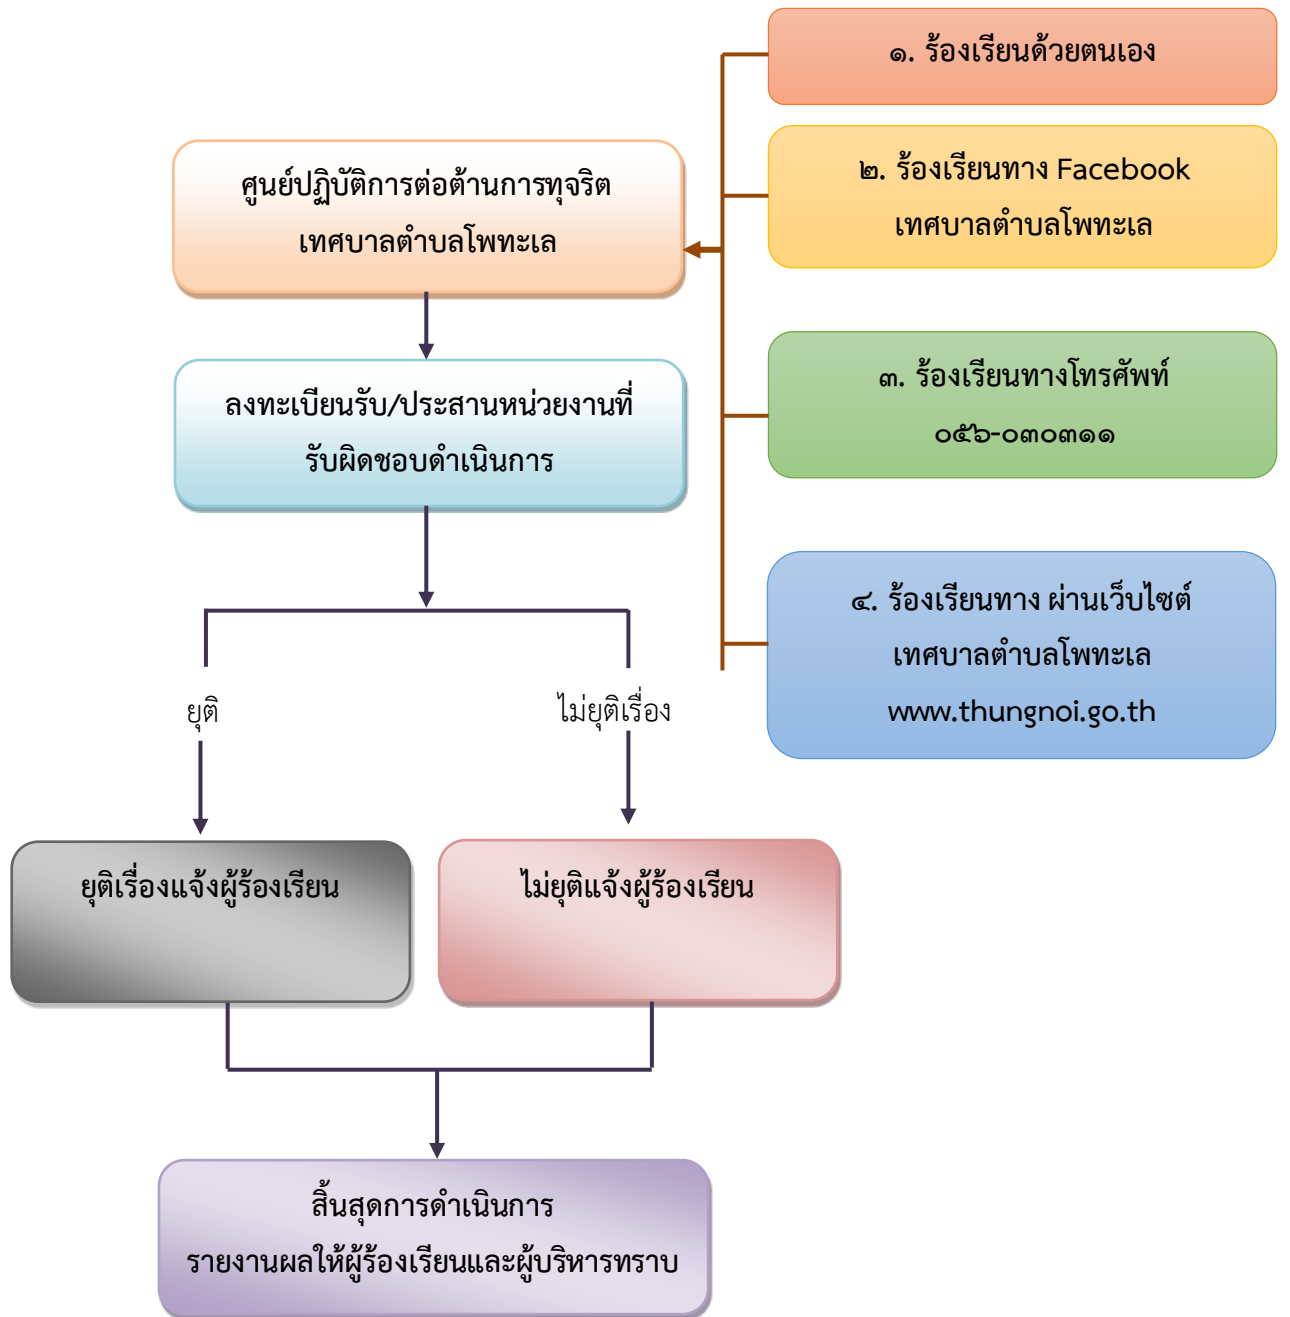 ๑. ร้องเรียนด้วยตนเอง
๒. ร้องเรียนทาง Facebook
เทศบาลตำบลโพทะเล
ศูนย์ปฏิบัติการต่อต้านการทุจริต
เทศบาลตำบลโพทะเล
๓. ร้องเรียนทางโทรศัพท์
๐๕๖-๐๓๐๓๑๑
ลงทะเบียนรับ/ประสานหน่วยงานที่
รับผิดชอบดำเนินการ
๔. ร้องเรียนทาง ผ่านเว็บไซต์
เทศบาลตำบลโพทะเล
www.thungnoi.go.th
ยุติ
ไม่ยุติเรื่อง
ยุติเรื่องแจ้งผู้ร้องเรียน
ไม่ยุติแจ้งผู้ร้องเรียน
สิ้นสุดการดำเนินการ
รายงานผลให้ผู้ร้องเรียนและผู้บริหารทราบ